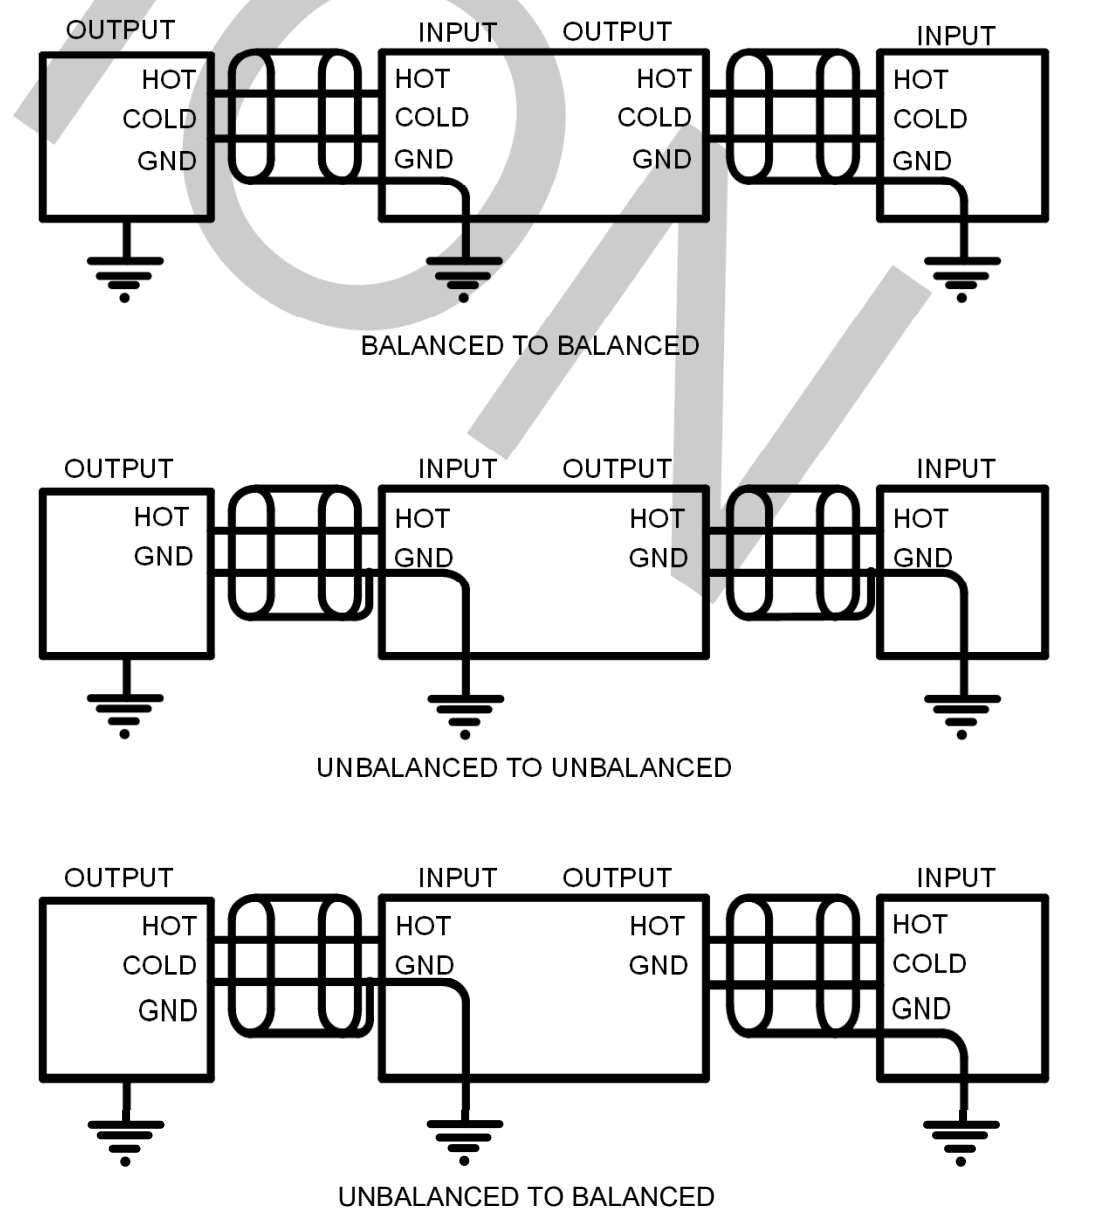 OUTPUT INPUT OUTPUT INPUT
HOT HOT HOT HOT
COLD COLD COLD COLD
GND GND GND GND
BALANCED TO BALANCED
OUTPUT INPUT OUTPUT INPUT
HOT HOT HOT HOT
GND GND GND GND
UNBALANCED TO UNBALANCED
OUTPUT INPUT OUTPUT INPUT
HOT HOT HOT HOT
COLD GND GND COLD
GND GND
UNBALANCED TO BALANCED